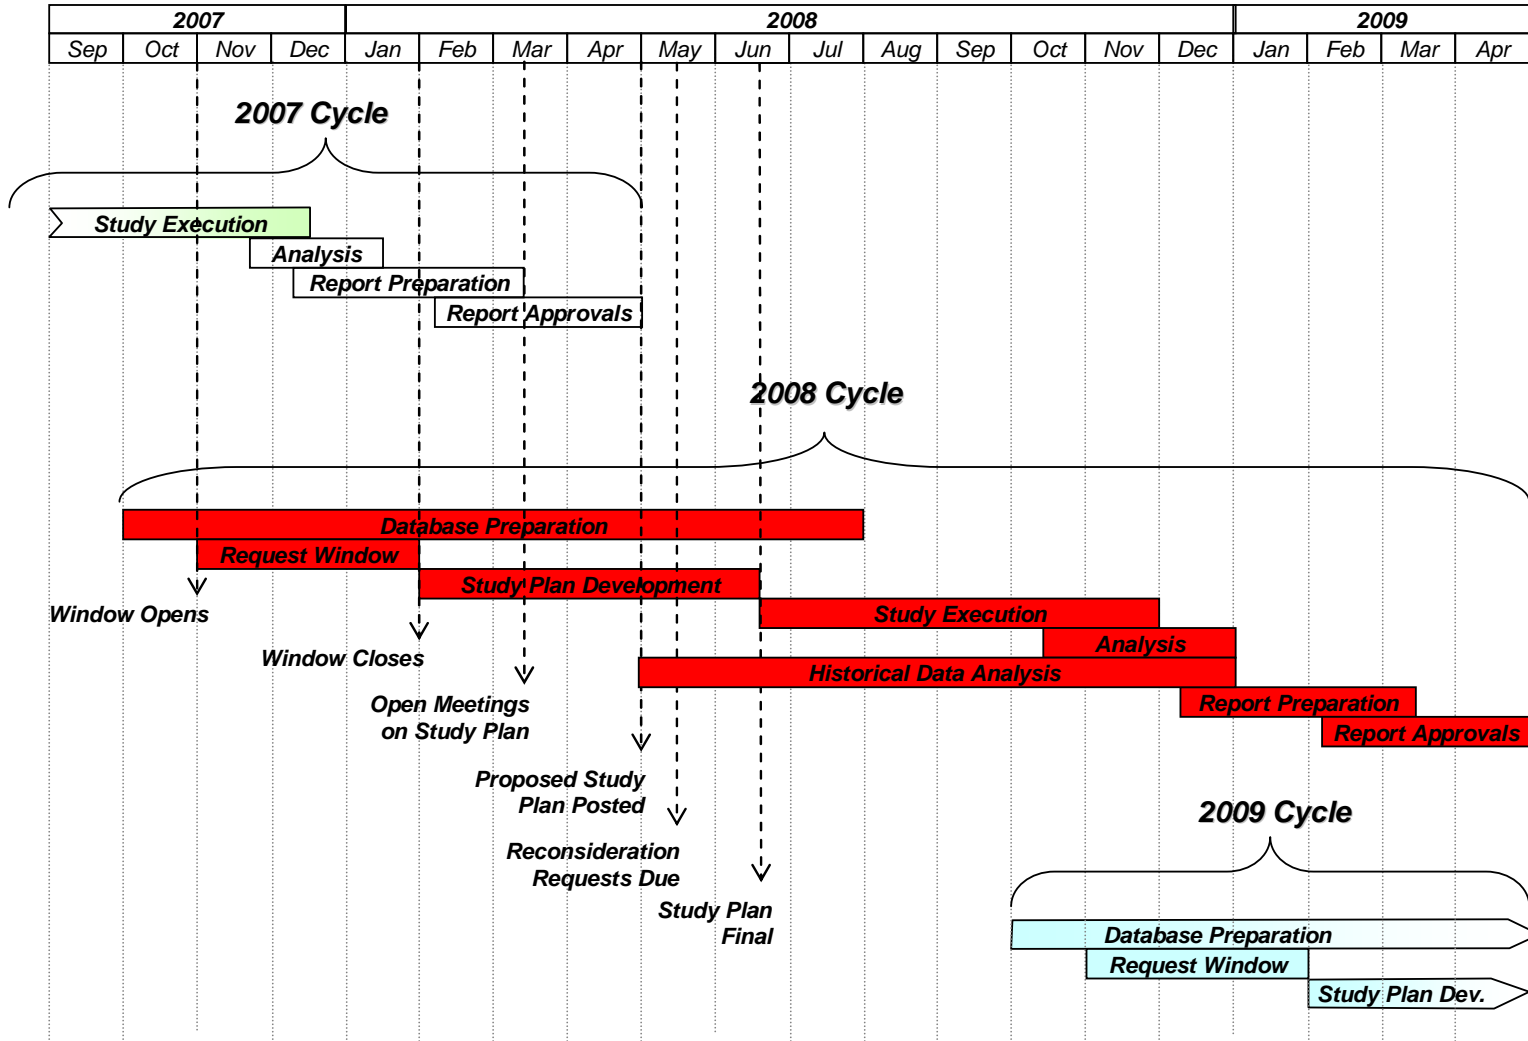 2007 2008 2009
Sep Oct Nov Dec Jan Feb Mar Apr May Jun Jul Aug Sep Oct Nov Dec Jan Feb Mar Apr
2007 Cycle
Study Execution
Analysis
Report Preparation
Report Approvals
2008 Cycle
Database Preparation
Request Window
Study Plan Development
Window Opens
Study Execution
Analysis
Window Closes
Historical Data Analysis
Open Meetings
on Study Plan
Report Preparation
Report Approvals
Proposed Study
Plan Posted
2009 Cycle
Reconsideration
Requests Due
Study Plan
Final
Database Preparation
Request Window
Study Plan Dev.